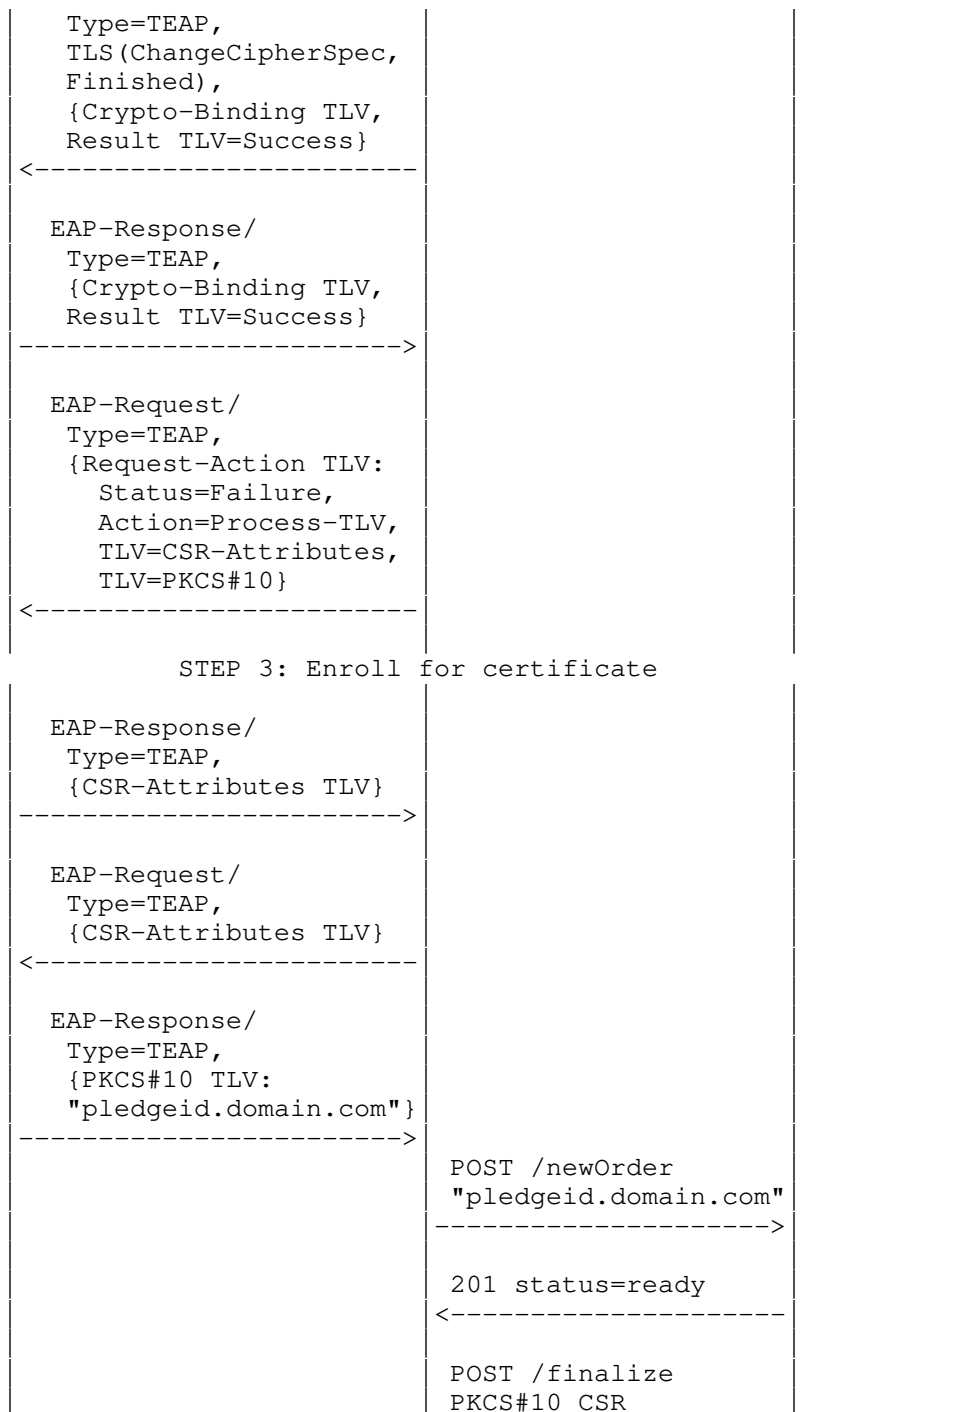 Type=TEAP,
TLS(ChangeCipherSpec,
Finished),
{Crypto-Binding TLV,
Result TLV=Success}
<------------------------
EAP-Response/
Type=TEAP,
{Crypto-Binding TLV,
Result TLV=Success}
------------------------>
EAP-Request/
Type=TEAP,
{Request-Action TLV:
Status=Failure,
Action=Process-TLV,
TLV=CSR-Attributes,
TLV=PKCS#10}
<------------------------
STEP 3: Enroll for certificate
EAP-Response/
Type=TEAP,
{CSR-Attributes TLV}
------------------------>
EAP-Request/
Type=TEAP,
{CSR-Attributes TLV}
<------------------------
EAP-Response/
Type=TEAP,
{PKCS#10 TLV:
"pledgeid.domain.com"}
------------------------>
POST /newOrder
"pledgeid.domain.com"
--------------------->
201 status=ready
<---------------------
POST /finalize
PKCS#10 CSR